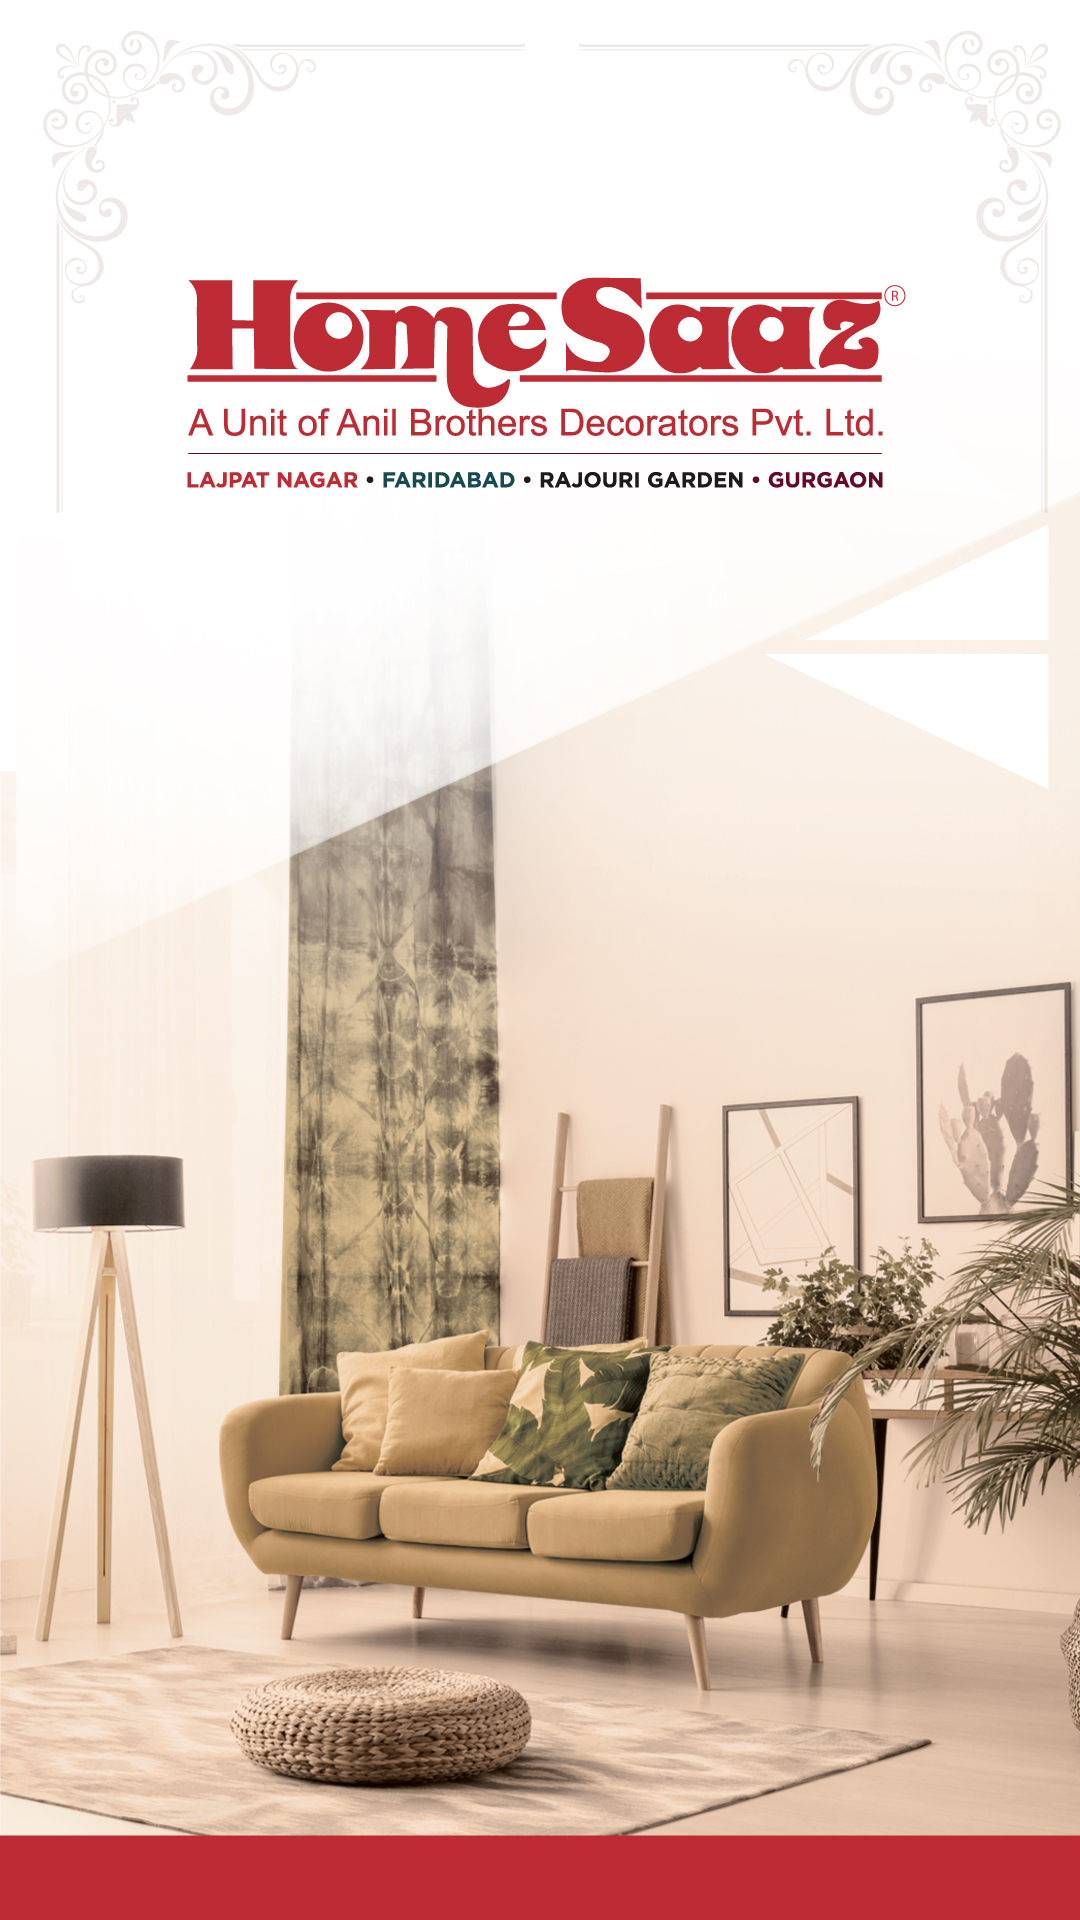 HomeSaaz®
A Unit of Anil Brothers Decorators Pvt. Ltd.
LAJPAT NAGAR • FARIDABAD • RAJOURI GARDEN • GURGAON